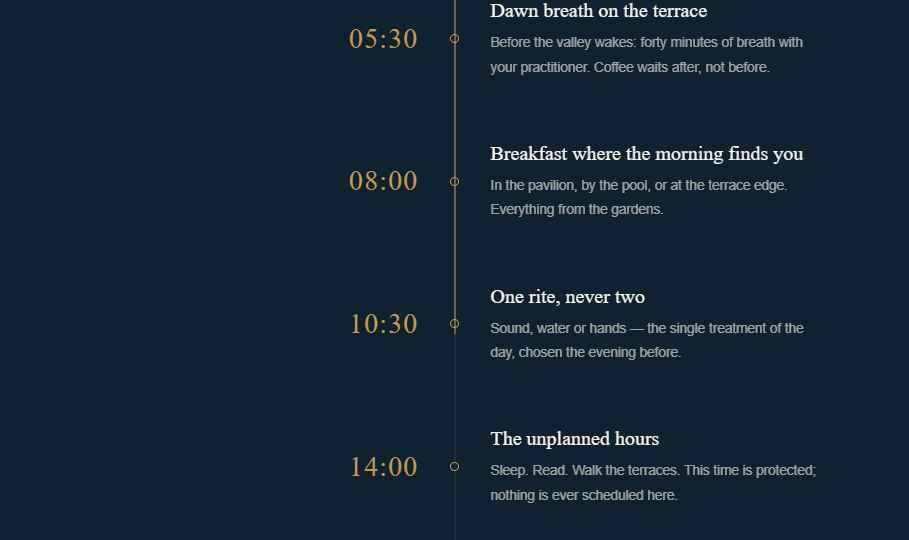 05:30
Dawn breath on the terrace
Before the valley wakes: forty minutes of breath with
your practitioner. Coffee waits after, not before.
08:00
Breakfast where the morning finds you
In the pavilion, by the pool, or at the terrace edge.
Everything from the gardens.
10:30
One rite, never two
Sound, water or hands — the single treatment of the
day, chosen the evening before.
14:00
The unplanned hours
Sleep. Read. Walk the terraces. This time is protected;
nothing is ever scheduled here.